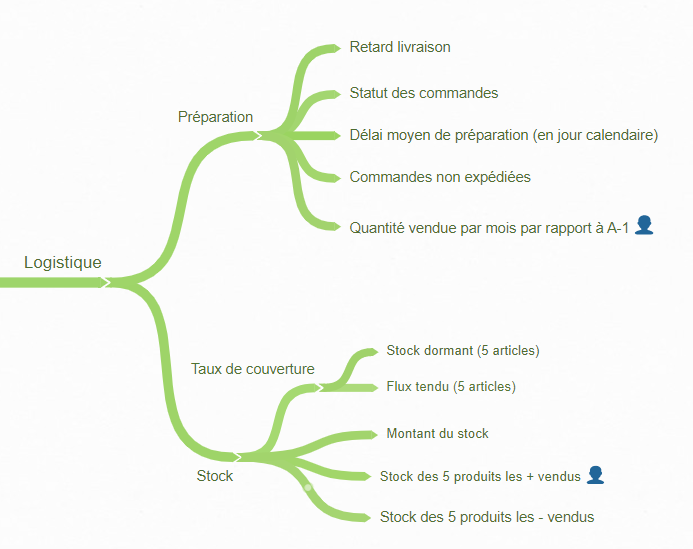 Retard livraison
Statut des commandes
Préparation
Délai moyen de préparation (en jour calendaire)
Commandes non expédiées
Quantité vendue par mois par rapport à A-1
Logistique
Taux de couverture
Stock dormant (5 articles)
Flux tendu (5 articles)
Montant du stock
Stock
Stock des 5 produits les + vendus
Stock des 5 produits les - vendus